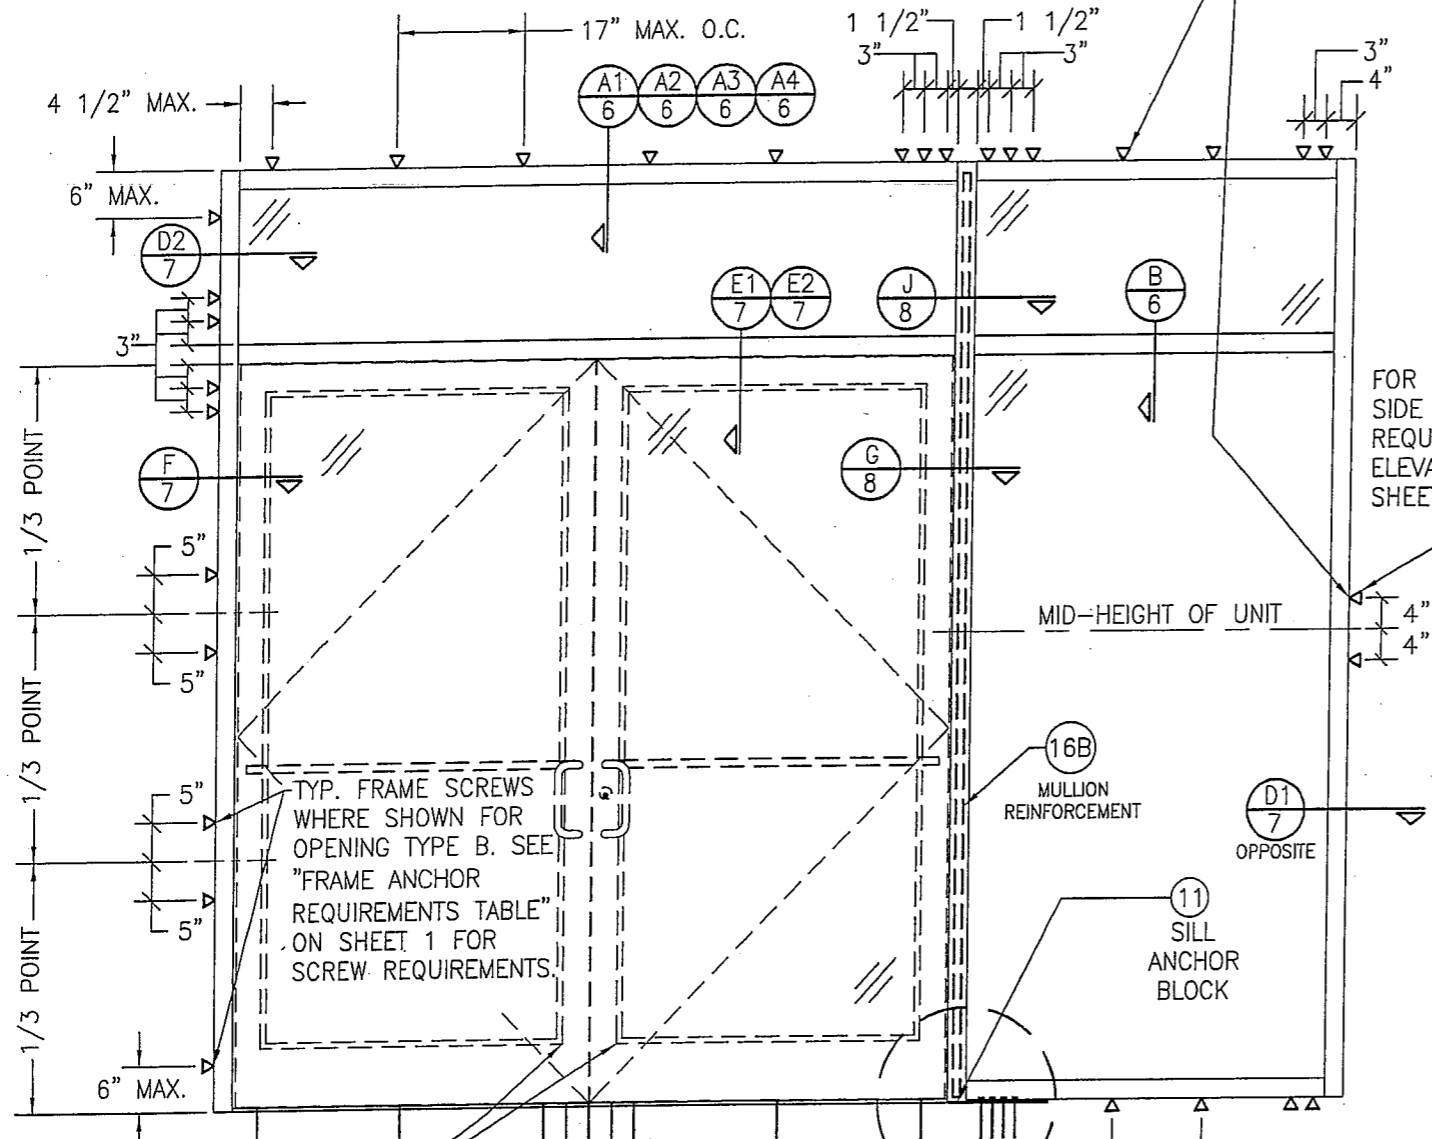 17" MAX. O.C.
1 1/2"
1 1/2"
3"
3"
3"
4"
4 1/2" MAX.
A1
6
A2
6
A3
6
A4
6
6" MAX.
D2
7
E1
7
E2
7
J
8
B
6
3"
1/3 POINT
F
7
G
8
FOR
SIDE
REQU
ELEVA
SHEET
5"
5"
MID-HEIGHT OF UNIT
4"
4"
1/3 POINT
16B
MULLION
REINFORCEMENT
D1
7
OPPOSITE
5"
5"
TYP. FRAME SCREWS
WHERE SHOWN FOR
OPENING TYPE B. SEE
"FRAME ANCHOR
REQUIREMENTS TABLE"
ON SHEET 1 FOR
SCREW REQUIREMENTS.
11
SILL
ANCHOR
BLOCK
1/3 POINT
6" MAX.